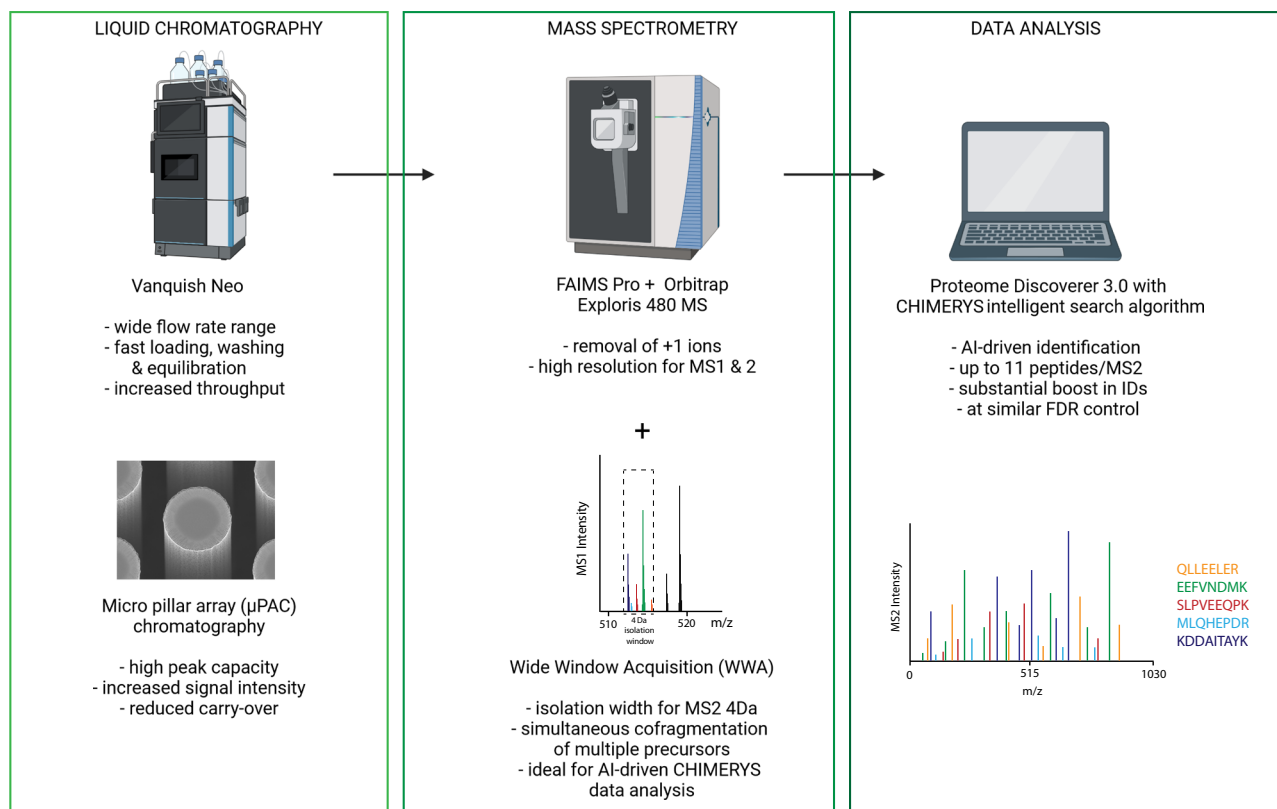 LIQUID CHROMATOGRAPHY
Vanquish Neo
- wide flow rate range
- fast loading, washing
& equilibration
- increased throughput
Micro pillar array (µPAC)
chromatography
- high peak capacity
- increased signal intensity
- reduced carry-over
MASS SPECTROMETRY
FAIMS Pro + Orbitrap
Exploris 480 MS
- removal of +1 ions
- high resolution for MS1 & 2
+
MS1 Intensity
510
520
m/z
4 Da
isolation
window
Wide Window Acquisition (WWA)
- isolation width for MS2 4Da
- simultaneous cofragmentation
of multiple precursors
- ideal for AI-driven CHIMERYS
data analysis
DATA ANALYSIS
Proteome Discoverer 3.0 with
CHIMERYS intelligent search algorithm
- AI-driven identification
- up to 11 peptides/MS2
- substantial boost in IDs
- at similar FDR control
MS2 Intensity
0
515
1030
m/z
QLLEELER
EEFVNDMK
SLPVEEQPK
MLQHEPDR
KDDAITAYK